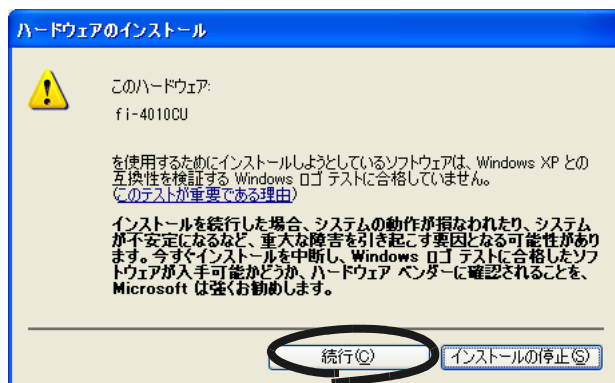 ハードウェアのインストール
このハードウェア:
fi-4010CU
を使用するためにインストールしようとしているソフトウェアは、Windows XP との
互換性を検証する Windows ロゴ テストに合格していません。
(このテストが重要である理由)
インストールを続行した場合、システムの動作が損なわれたり、システム
が不安定になるなど、重大な障害を引き起こす要因となる可能性があり
ます。今すぐインストールを中断し、Windows ロゴ テストに合格したソフ
トウェアが入手可能かどうか、ハードウェア ベンダーに確認されることを、
Microsoft は強くお勧めします。
続行(C) インストールの停止(S)